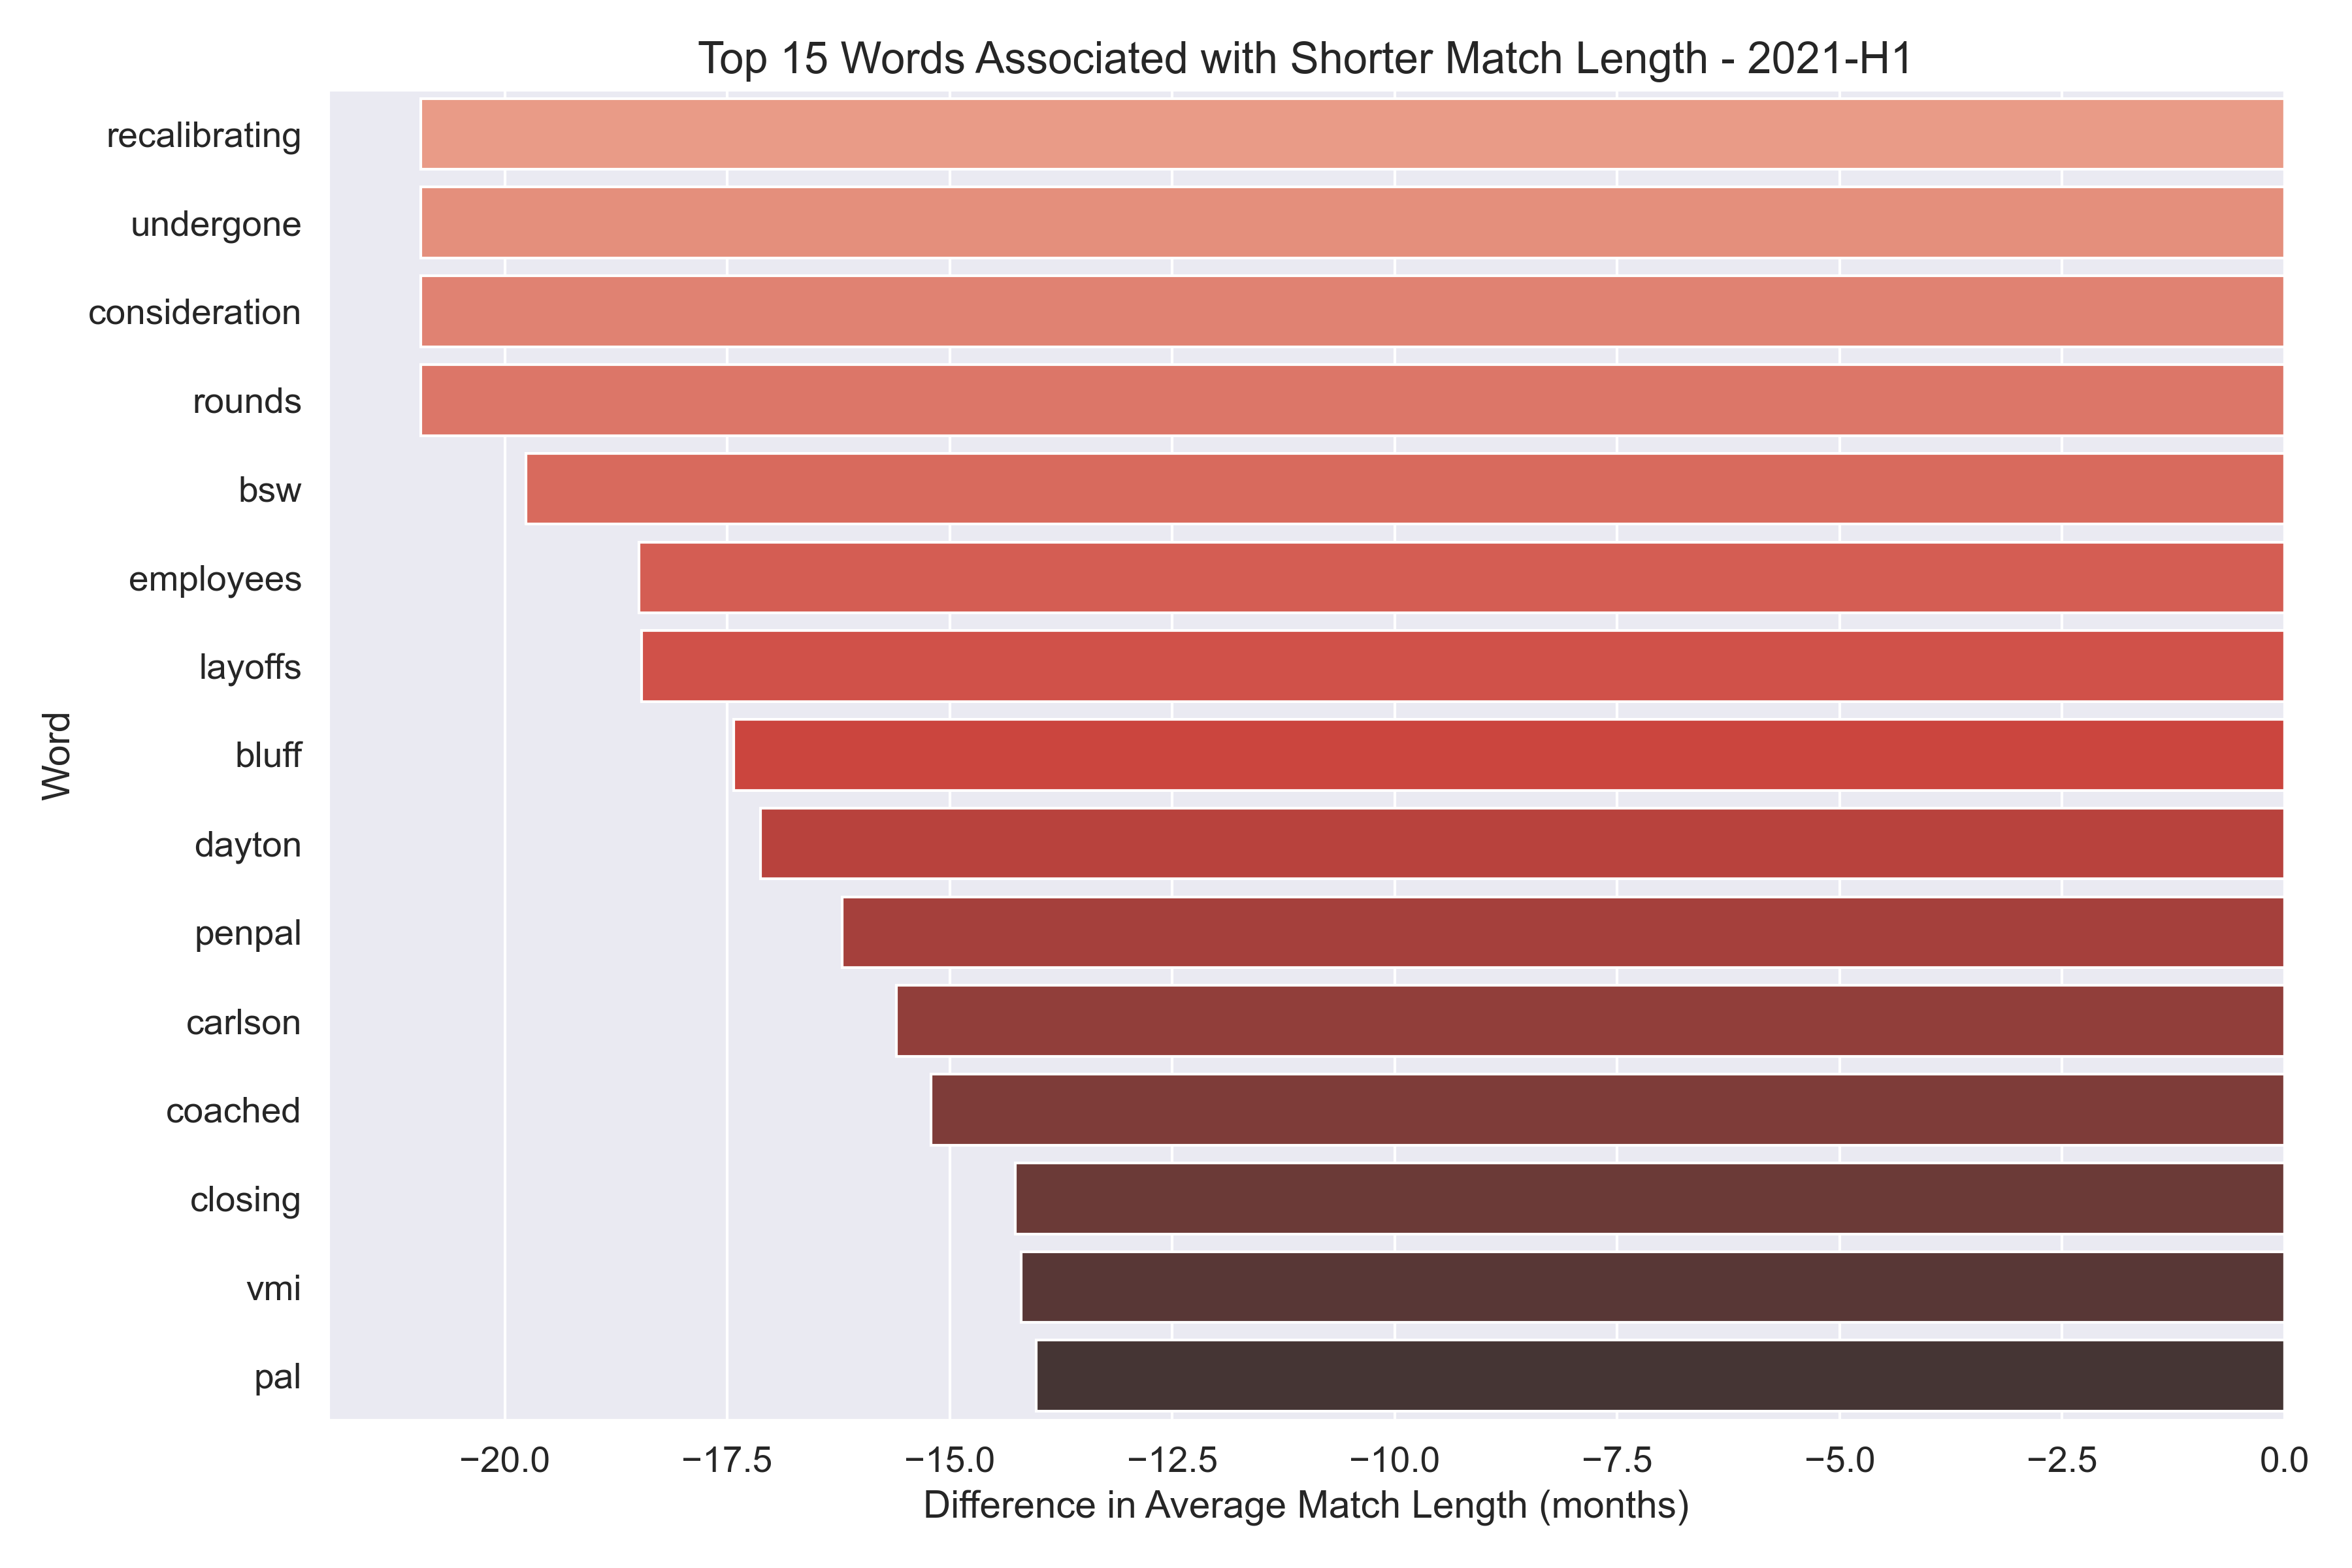 Top 15 Words Associated with Shorter Match Length - 2021-H1
recalibrating
undergone
consideration
rounds
bsw
employees
layoffs
bluff
dayton
penpal
carlson
coached
closing
vmi
pal
Word
−20.0 −17.5 −15.0 −12.5 −10.0 −7.5 −5.0 −2.5 0.0
Difference in Average Match Length (months)